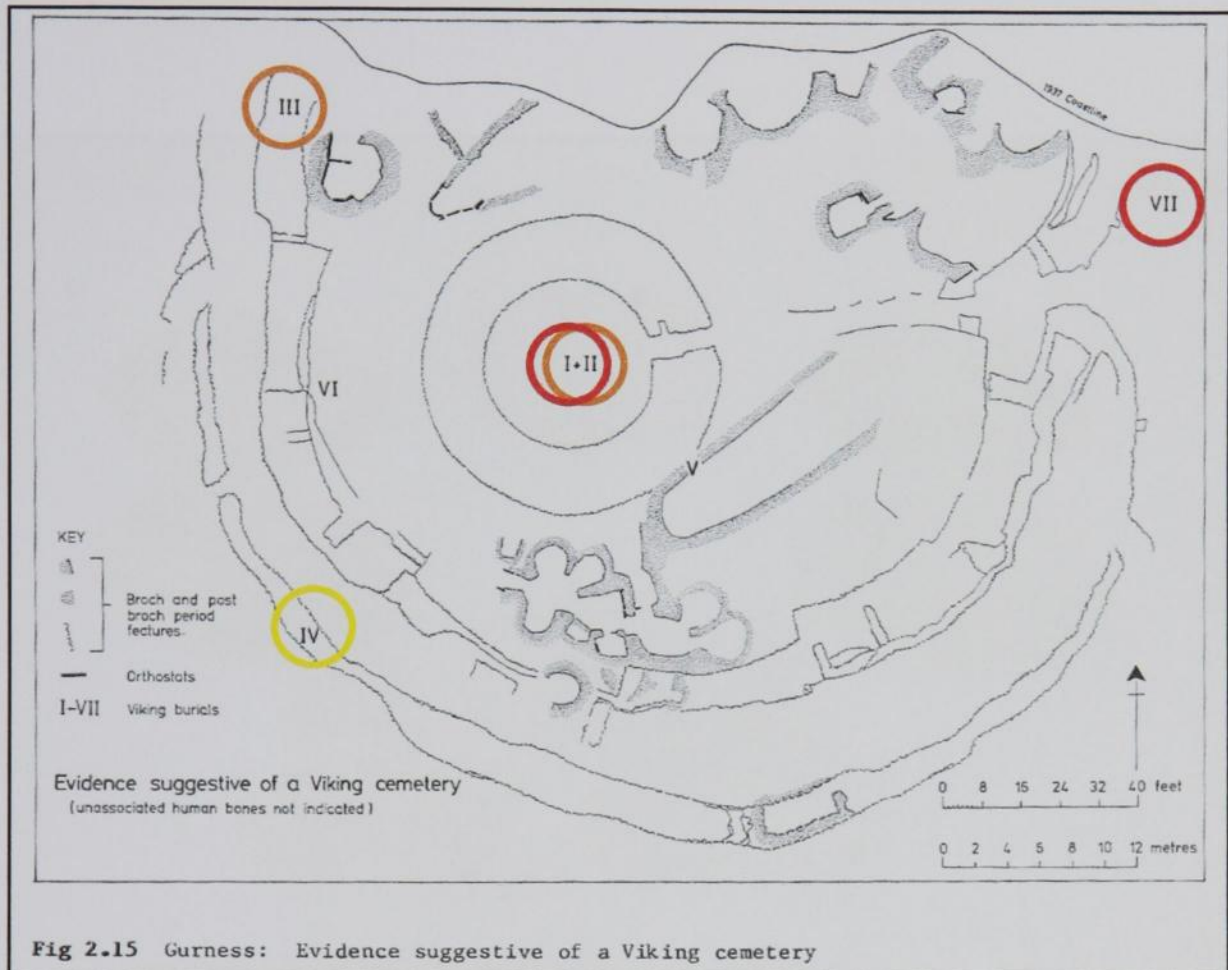 III
1937 Coastline
VII
I + II
VI
V
KEY
Broch and post
broch period
features
Orthostats
IV
I-VII Viking burials
Evidence suggestive of a Viking cemetery
(unassociated human bones not indicated)
0 8 15 24 32 40 feet
0 2 4 5 8 10 12 metres
Fig 2.15 Gurness: Evidence suggestive of a Viking cemetery